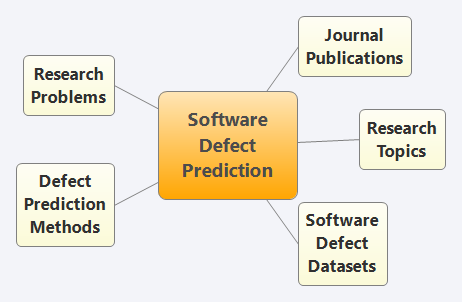 Journal
Publications
Research
Problems
Software
Defect
Prediction
Research
Topics
Defect
Prediction
Methods
Software
Defect
Datasets